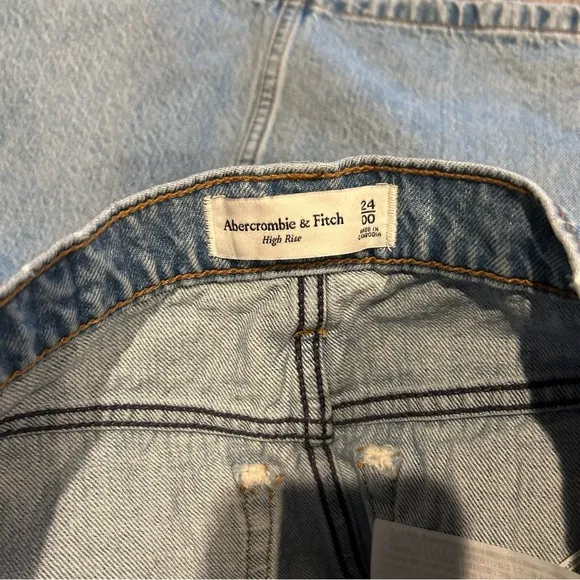 Abercrombie & Fitch
High Rise
24
00
MADE IN
CAMBODIA